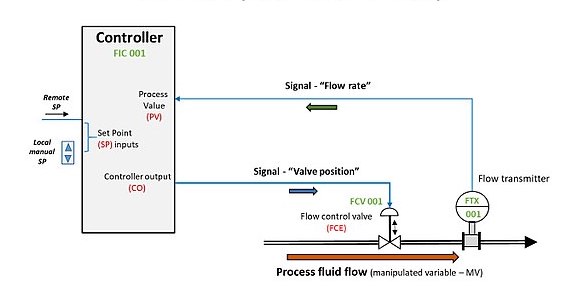 Controller
FIC 001
Process
Value
(PV)
Signal - “Flow rate”
Remote
SP
Set Point
(SP) inputs
Local
manual
SP
Controller output
(CO)
Signal - “Valve position”
Flow transmitter
FTX
001
FCV 001
Flow control valve
(FCE)
Process fluid flow (manipulated variable – MV)